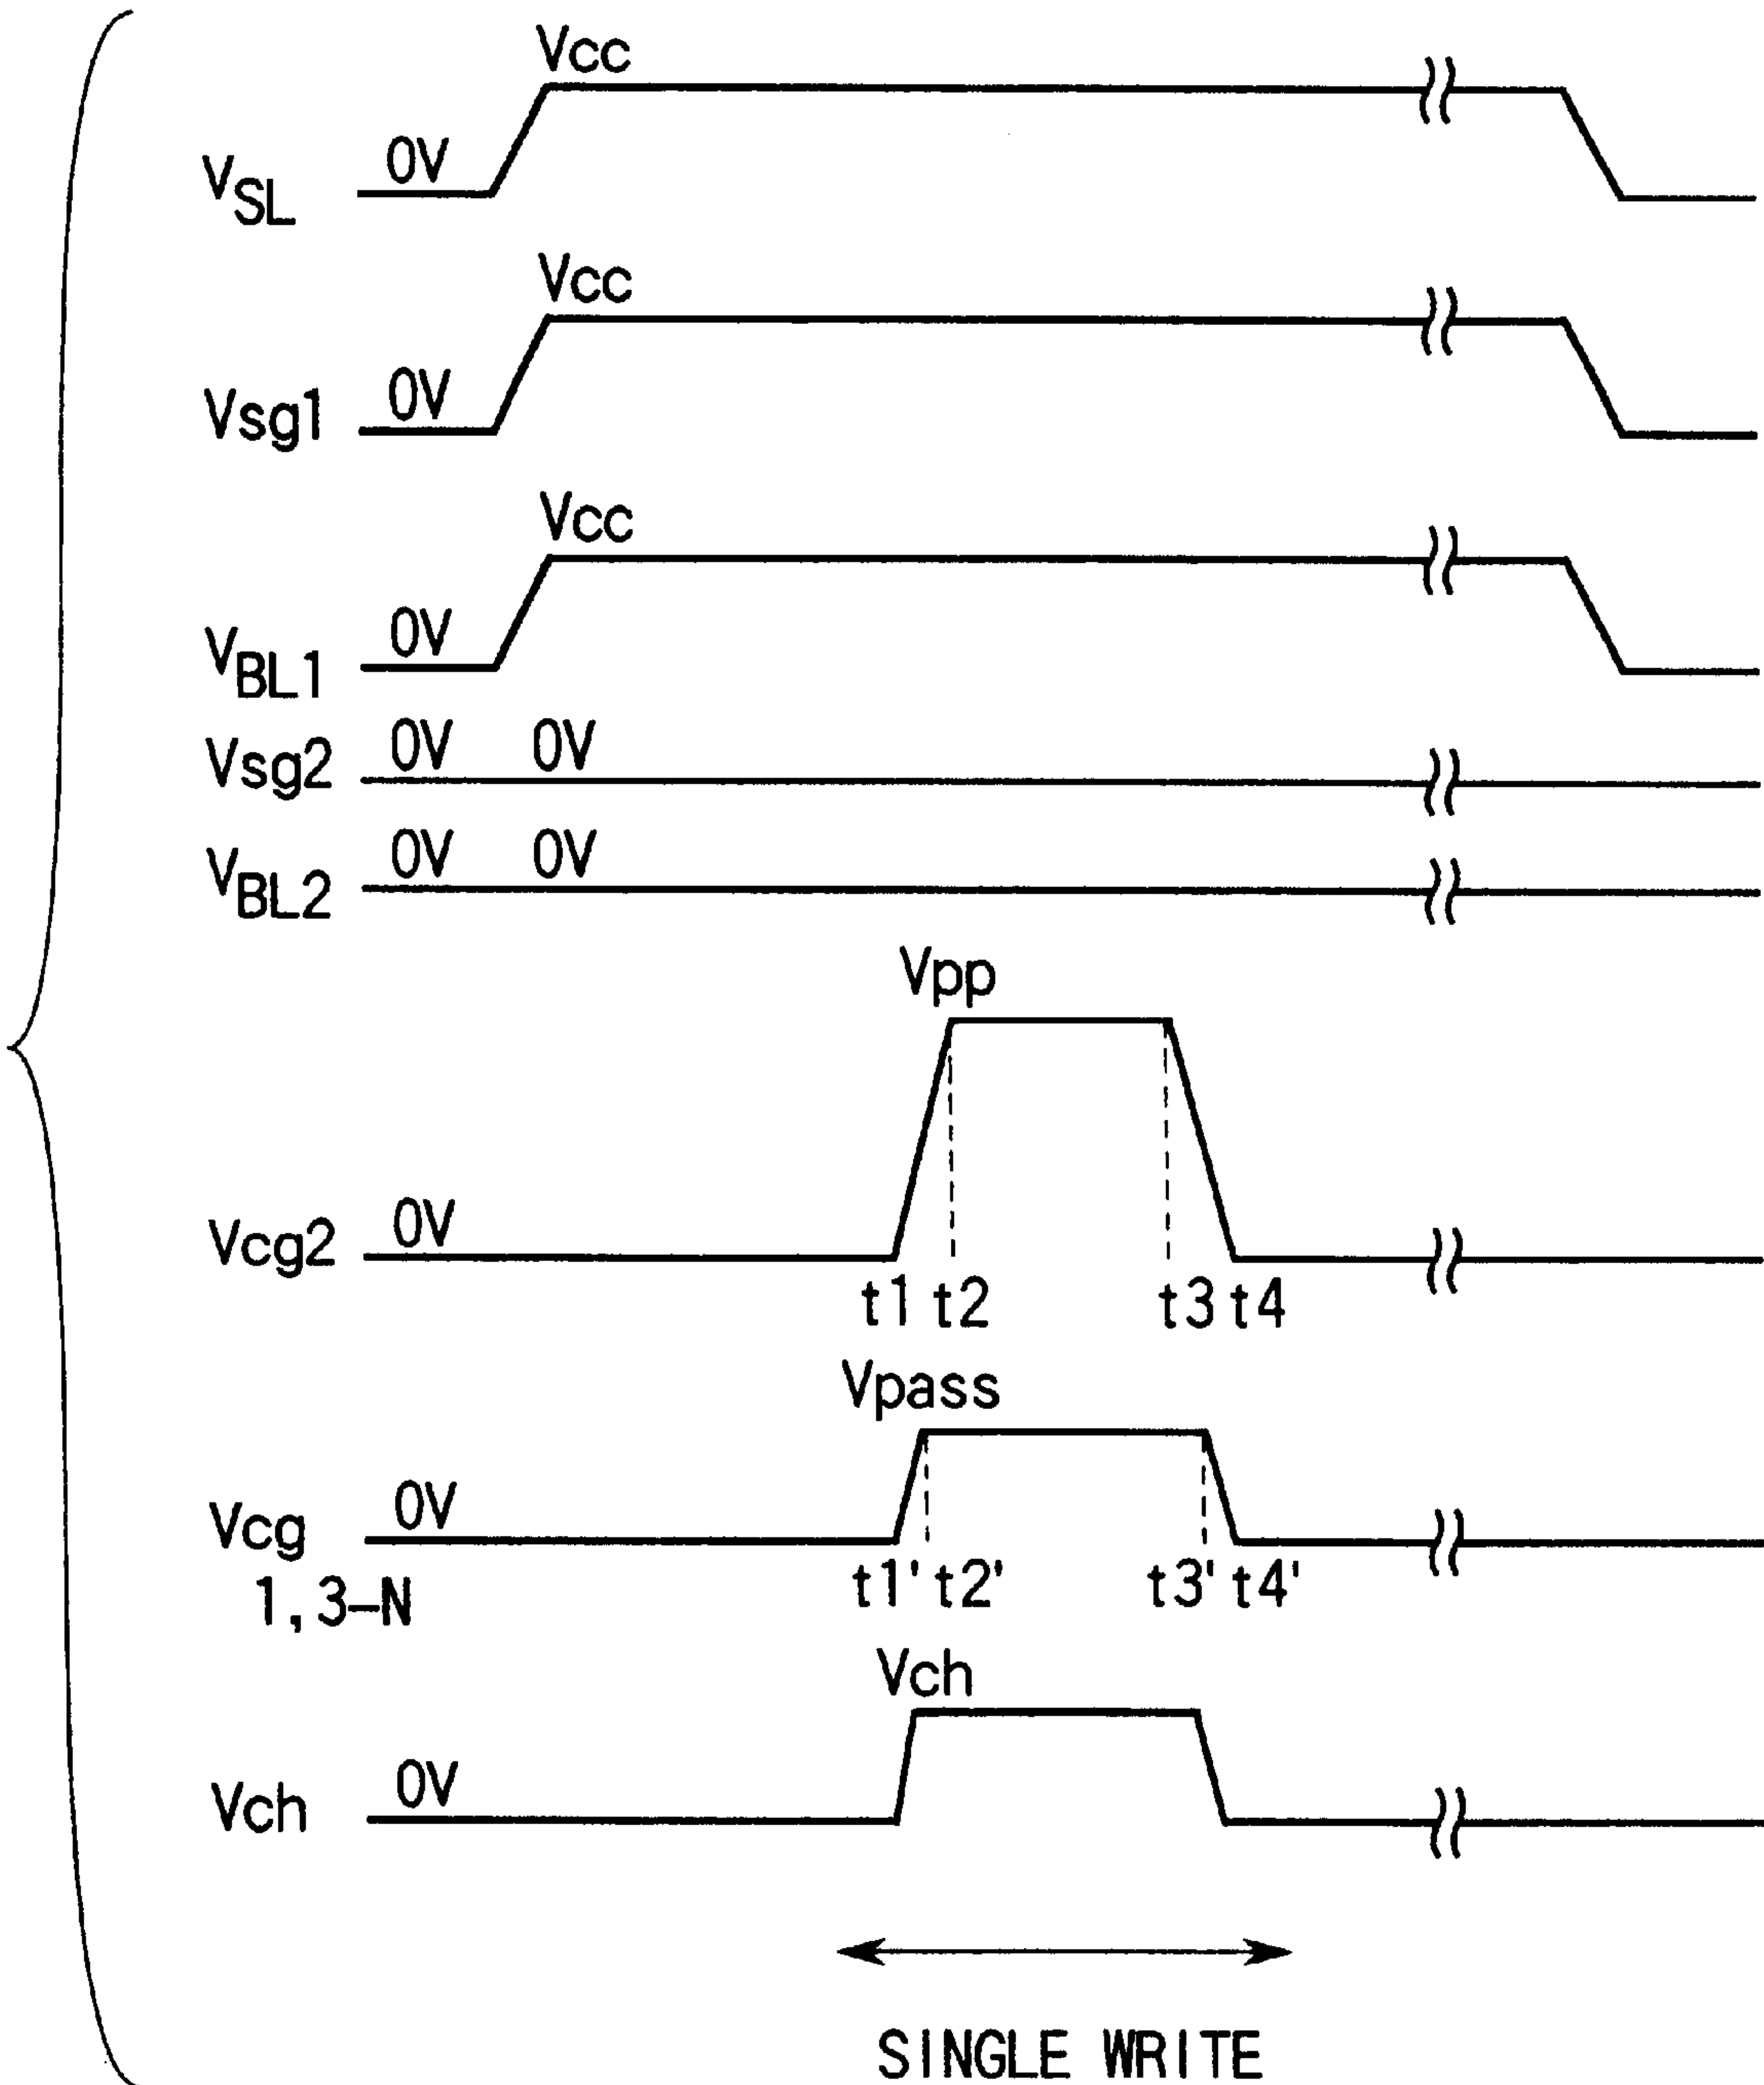 Vcc
VSL 0V
Vcc
Vsg1 0V
Vcc
VBL1 0V
Vsg2 0V 0V
VBL2 0V 0V
Vpp
Vcg2 0V
t1 t2 t3 t4
Vpass
Vcg 0V
1,3-N t1' t2' t3' t4'
Vch
Vch 0V
SINGLE WRITE